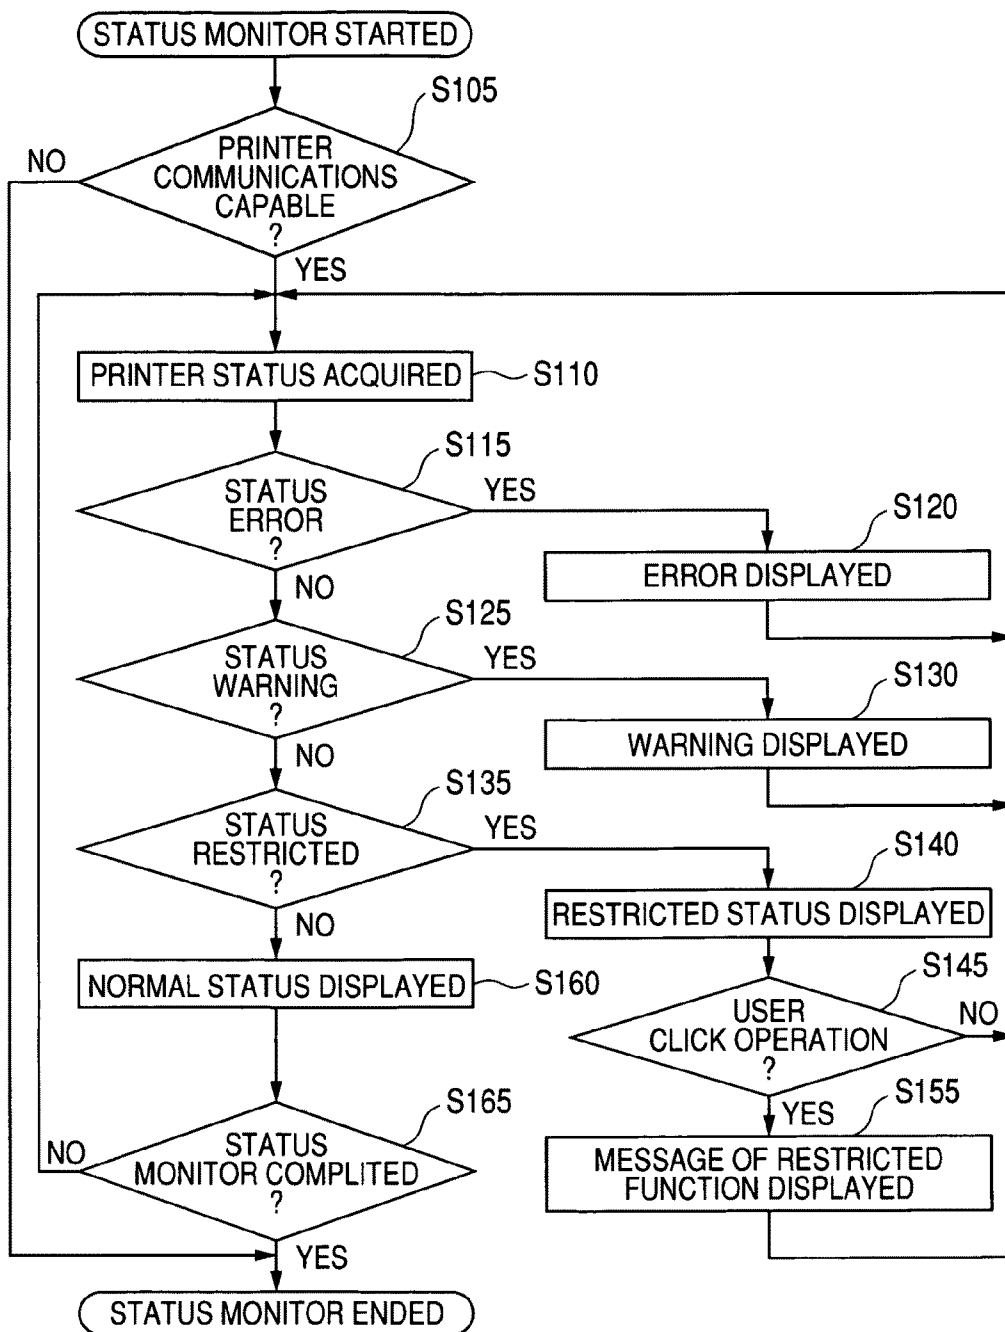 STATUS MONITOR STARTED
S105
NO
PRINTER
COMMUNICATIONS
CAPABLE
?
YES
PRINTER STATUS ACQUIRED
S110
S115
STATUS
ERROR
?
YES
NO
S120
ERROR DISPLAYED
S125
STATUS
WARNING
?
YES
NO
S130
WARNING DISPLAYED
S135
STATUS
RESTRICTED
?
YES
NO
S140
RESTRICTED STATUS DISPLAYED
NORMAL STATUS DISPLAYED
S160
S145
USER
CLICK OPERATION
?
NO
YES
S155
MESSAGE OF RESTRICTED
FUNCTION DISPLAYED
S165
NO
STATUS
MONITOR COMPLITED
?
YES
STATUS MONITOR ENDED